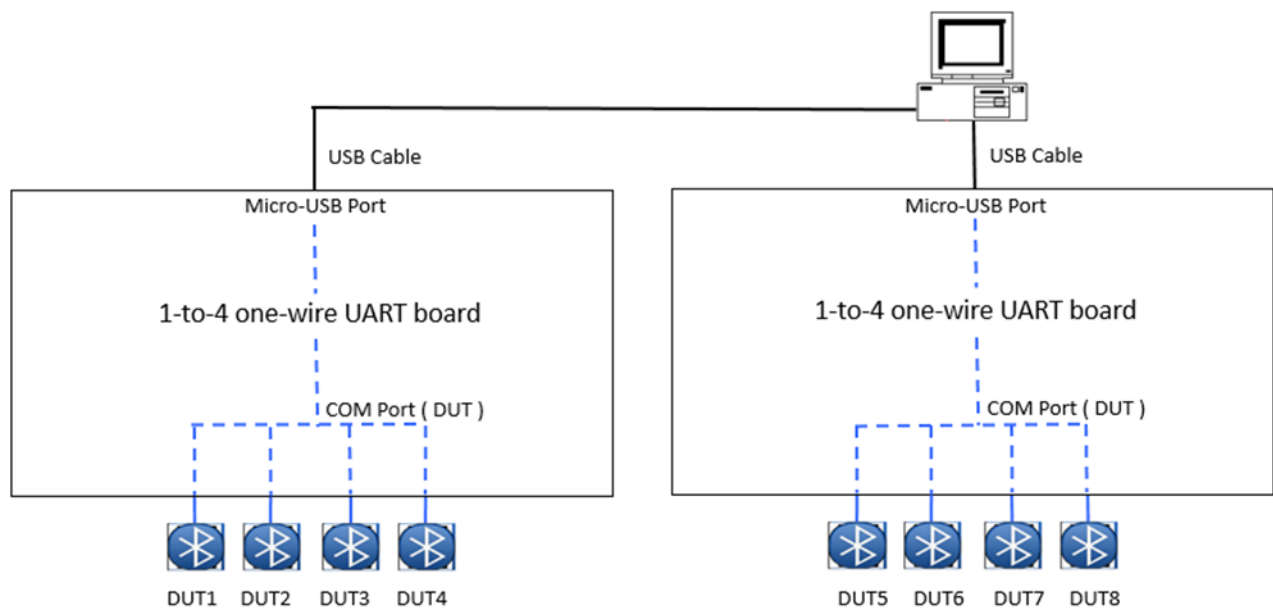 USB Cable
USB Cable
Micro-USB Port
Micro-USB Port
1-to-4 one-wire UART board
1-to-4 one-wire UART board
COM Port ( DUT )
COM Port ( DUT )
DUT1 DUT2 DUT3 DUT4
DUT5 DUT6 DUT7 DUT8